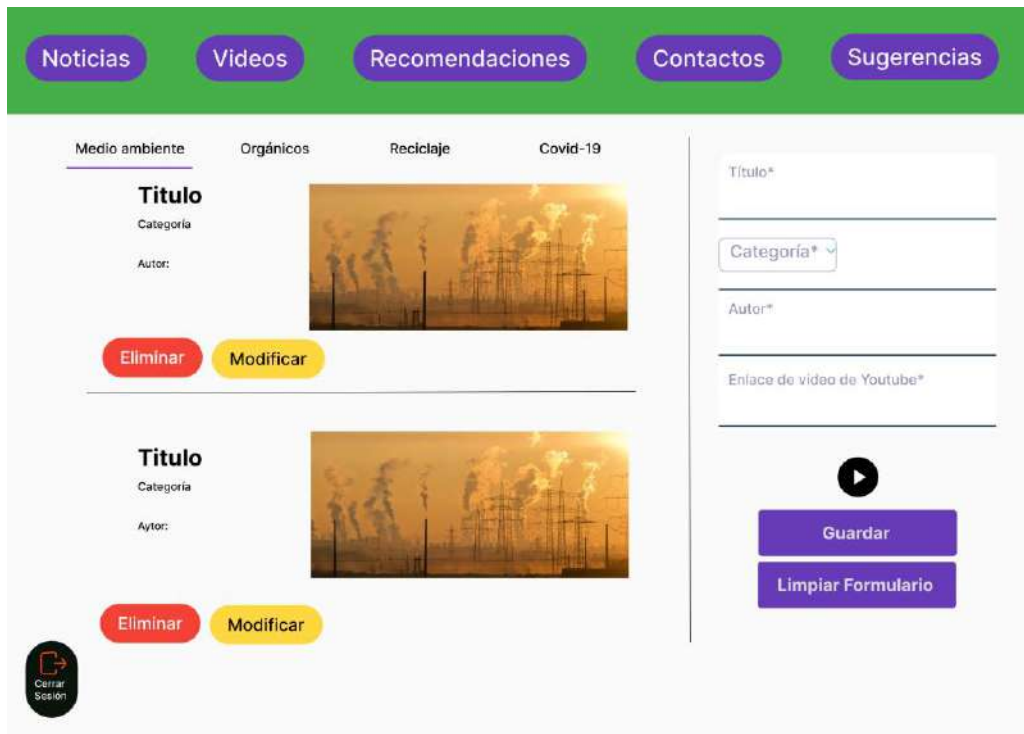 Noticias
Videos
Recomendaciones
Contactos
Sugerencias
Medio ambiente
Orgánicos
Reciclaje
Covid-19
Titulo
Categoría
Autor:
Eliminar
Modificar
Titulo
Categoría
Aytor:
Eliminar
Modificar
Título*
Categoría*
Autor*
Enlace de video de Youtube*
Guardar
Limpiar Formulario
Cerrar
Sesión